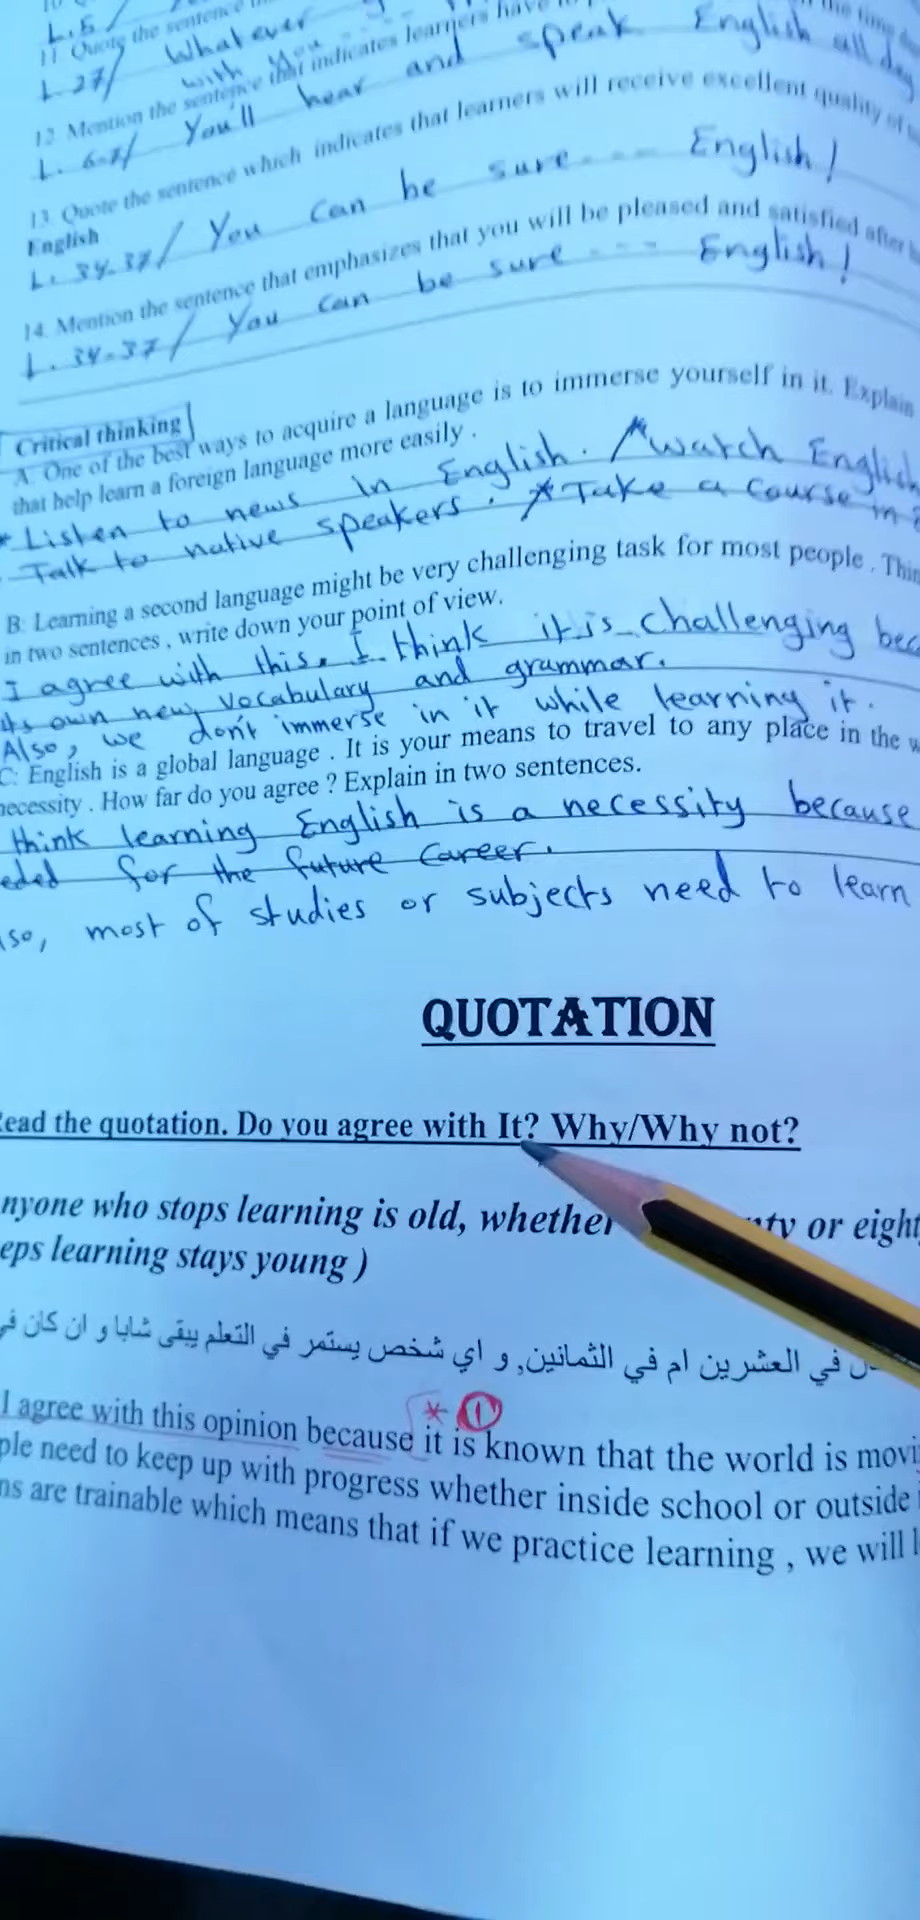 L.5/
11. Quote the sentence
L 27/ Whatever
with you ...
12. Mention the sentence that indicates learners have to
L. 6-7/ You'll hear and speak English all day
13. Quote the sentence which indicates that learners will receive excellent quality of
English
L. 34-37/ You can be sure --- English!
14. Mention the sentence that emphasizes that you will be pleased and satisfied after
L. 34-37/ You can be sure --- English!
Critical thinking
A: One of the best ways to acquire a language is to immerse yourself in it. Explain
that help learn a foreign language more easily .
* Listen to news in English. * Watch English
Talk to native speakers. * Take a course in
B: Learning a second language might be very challenging task for most people . Thin
in two sentences , write down your point of view.
I agree with this. I think it is challenging bec
its own new vocabulary and grammar.
Also, we don't immerse in it while learning it.
C: English is a global language . It is your means to travel to any place in the w
necessity . How far do you agree ? Explain in two sentences.
think learning English is a necessity because
eded for the future career.
lso, most of studies or subjects need to learn
QUOTATION
Read the quotation. Do you agree with It? Why/Why not?
nyone who stops learning is old, whether nty or eight
eps learning stays young )
في العشرين ام في الثمانين, و اي شخص يستمر في التعلم يبقى شابا و ان كان في
* 1
I agree with this opinion because it is known that the world is movi
ple need to keep up with progress whether inside school or outside
ns are trainable which means that if we practice learning , we will l